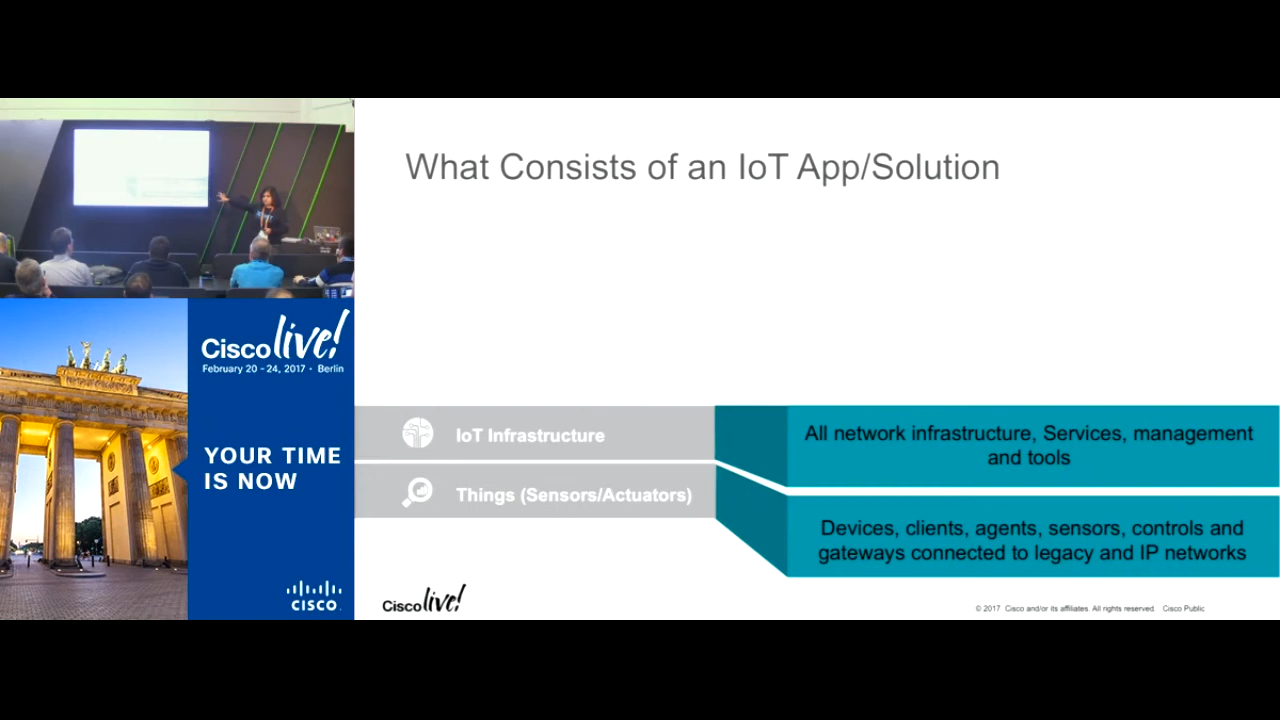 What Consists of an IoT App/Solution
Cisco live!
February 20 - 24, 2017 • Berlin
YOUR TIME
IS NOW
CISCO.
IoT Infrastructure
All network infrastructure, Services, management
and tools
Things (Sensors/Actuators)
Devices, clients, agents, sensors, controls and
gateways connected to legacy and IP networks
Cisco live!
© 2017 Cisco and/or its affiliates. All rights reserved. Cisco Public